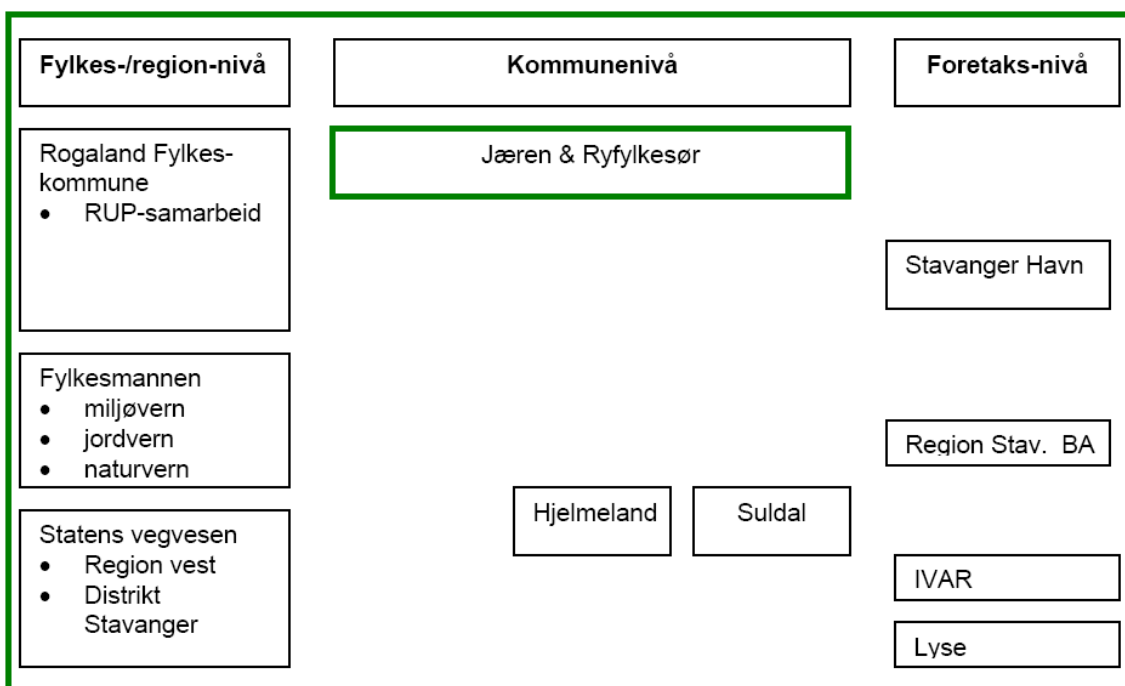 Fylkes-/region-nivå
Kommunenivå
Foretaks-nivå
Rogaland Fylkes-
kommune
• RUP-samarbeid
Jæren & Ryfylkesør
Stavanger Havn
Fylkesmannen
• miljøvern
• jordvern
• naturvern
Region Stav. BA
Hjelmeland
Suldal
Statens vegvesen
• Region vest
• Distrikt
Stavanger
IVAR
Lyse